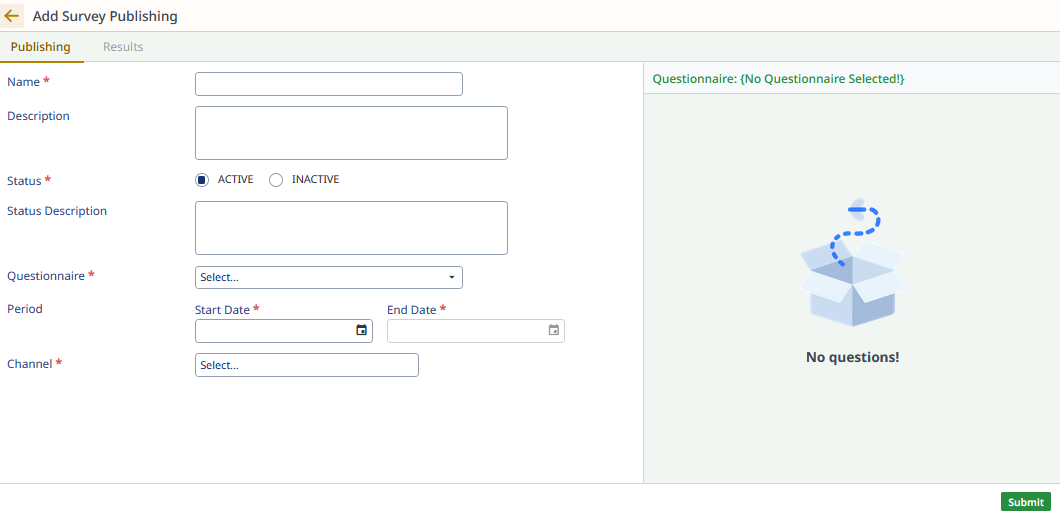 Add Survey Publishing
Publishing Results
Name *
Description
Status * ACTIVE INACTIVE
Status Description
Questionnaire * Select...
Period Start Date * End Date *
Channel * Select...
Questionnaire: {No Questionnaire Selected!}
No questions!
Submit